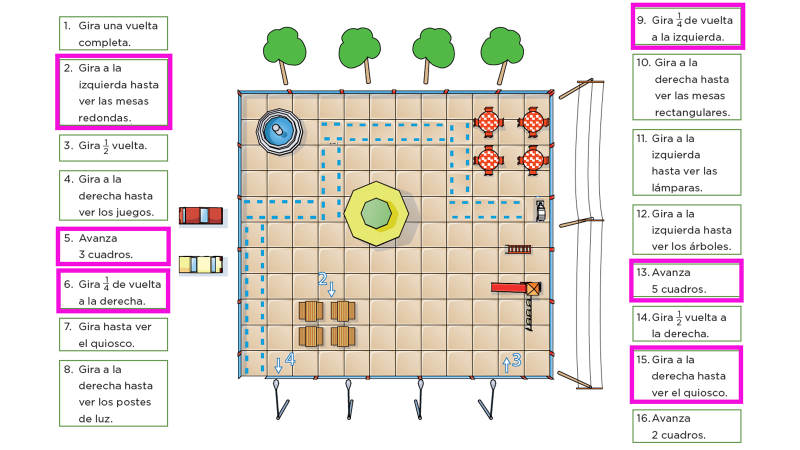 1. Gira una vuelta
completa.
2. Gira a la
izquierda hasta
ver las mesas
redondas.
3. Gira 1/2 vuelta.
4. Gira a la
derecha hasta
ver los juegos.
5. Avanza
3 cuadros.
6. Gira 1/4 de vuelta
a la derecha.
7. Gira hasta ver
el quiosco.
8. Gira a la
derecha hasta
ver los postes
de luz.
2
4
3
9. Gira 1/4 de vuelta
a la izquierda.
10. Gira a la
derecha hasta
ver las mesas
rectangulares.
11. Gira a la
izquierda
hasta ver las
lámparas.
12. Gira a la
izquierda hasta
ver los árboles.
13. Avanza
5 cuadros.
14. Gira 1/2 vuelta a
la derecha.
15. Gira a la
derecha hasta
ver el quiosco.
16. Avanza
2 cuadros.